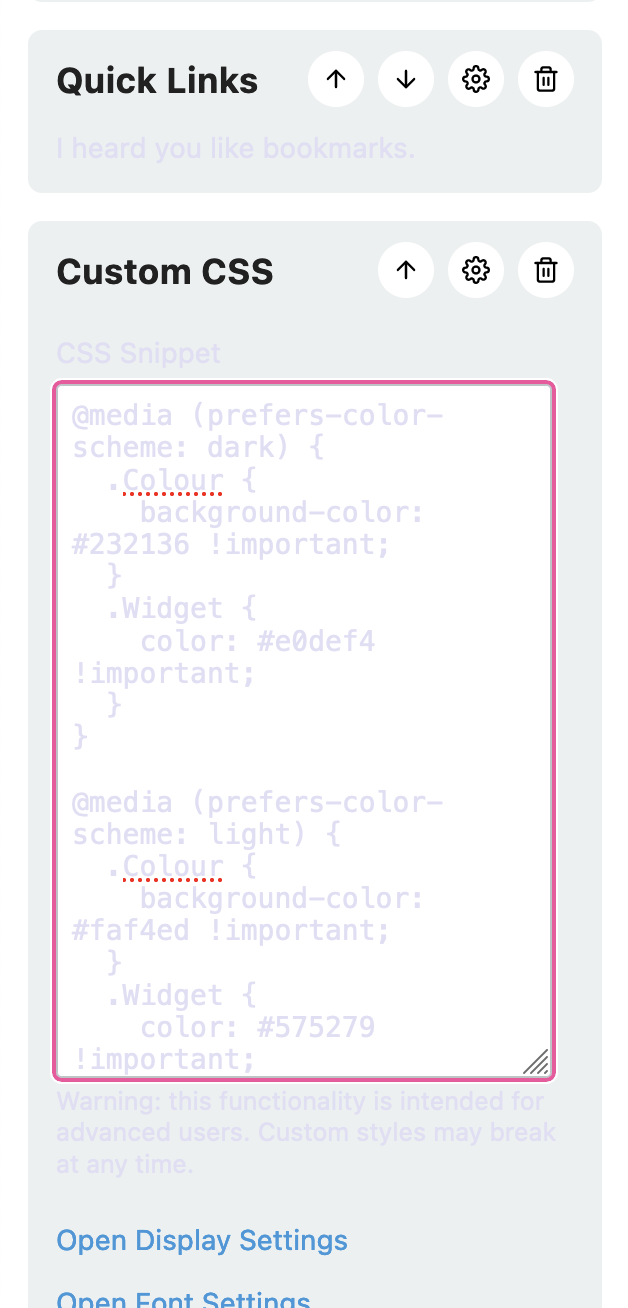 Quick Links
I heard you like bookmarks.
Custom CSS
CSS Snippet
@media (prefers-color-
scheme: dark) {
.Colour {
background-color:
#232136 !important;
}
.Widget {
color: #e0def4
!important;
}
}
@media (prefers-color-
scheme: light) {
.Colour {
background-color:
#faf4ed !important;
}
.Widget {
color: #575279
!important;
Warning: this functionality is intended for
advanced users. Custom styles may break
at any time.
Open Display Settings
Open Font Settings